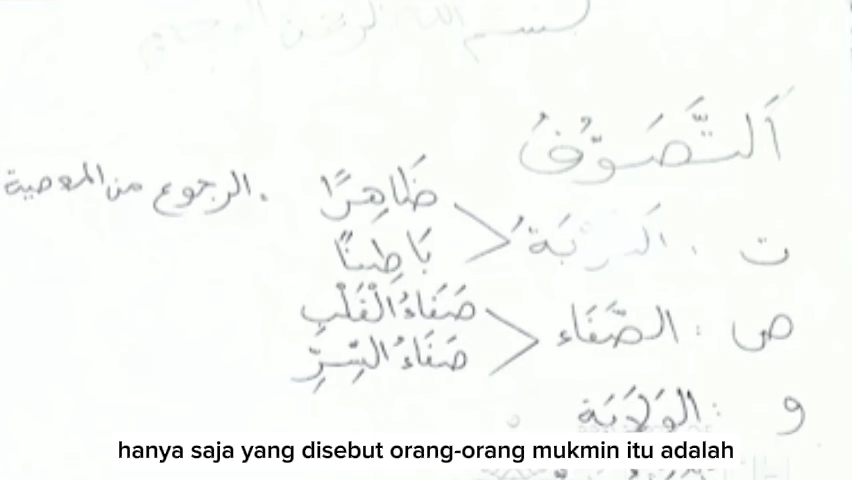 بسم الله الرحمن الرحيم
اَلتَّصَوُّفُ
ت : التَّوْبَةُ > ظَاهِرًا . الرجوع من المعصية
بَاطِنًا
ص : الصَّفَاء > صَفَاءُ الْقَلْبِ
صَفَاءُ السِّرِّ
و : الوَلَايَة
hanya saja yang disebut orang-orang mukmin itu adalah